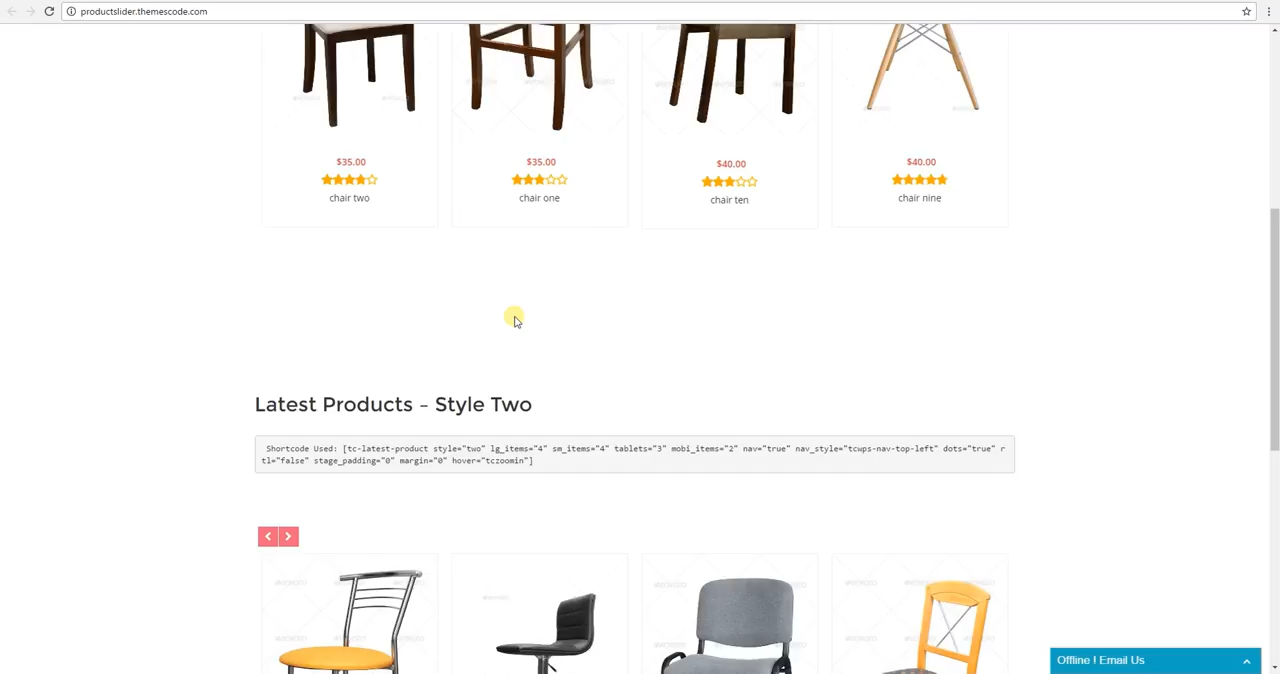 productslider.themescode.com
$35.00
$35.00
$40.00
$40.00
chair two
chair one
chair ten
chair nine
Latest Products – Style Two
Shortcode Used: [tc-latest-product style="two" lg_items="4" sm_items="4" tablets="3" mobi_items="2" nav="true" nav_style="tcwps-nav-top-left" dots="true" r
tl="false" stage_padding="0" margin="0" hover="tczoomin"]
Offline ! Email Us